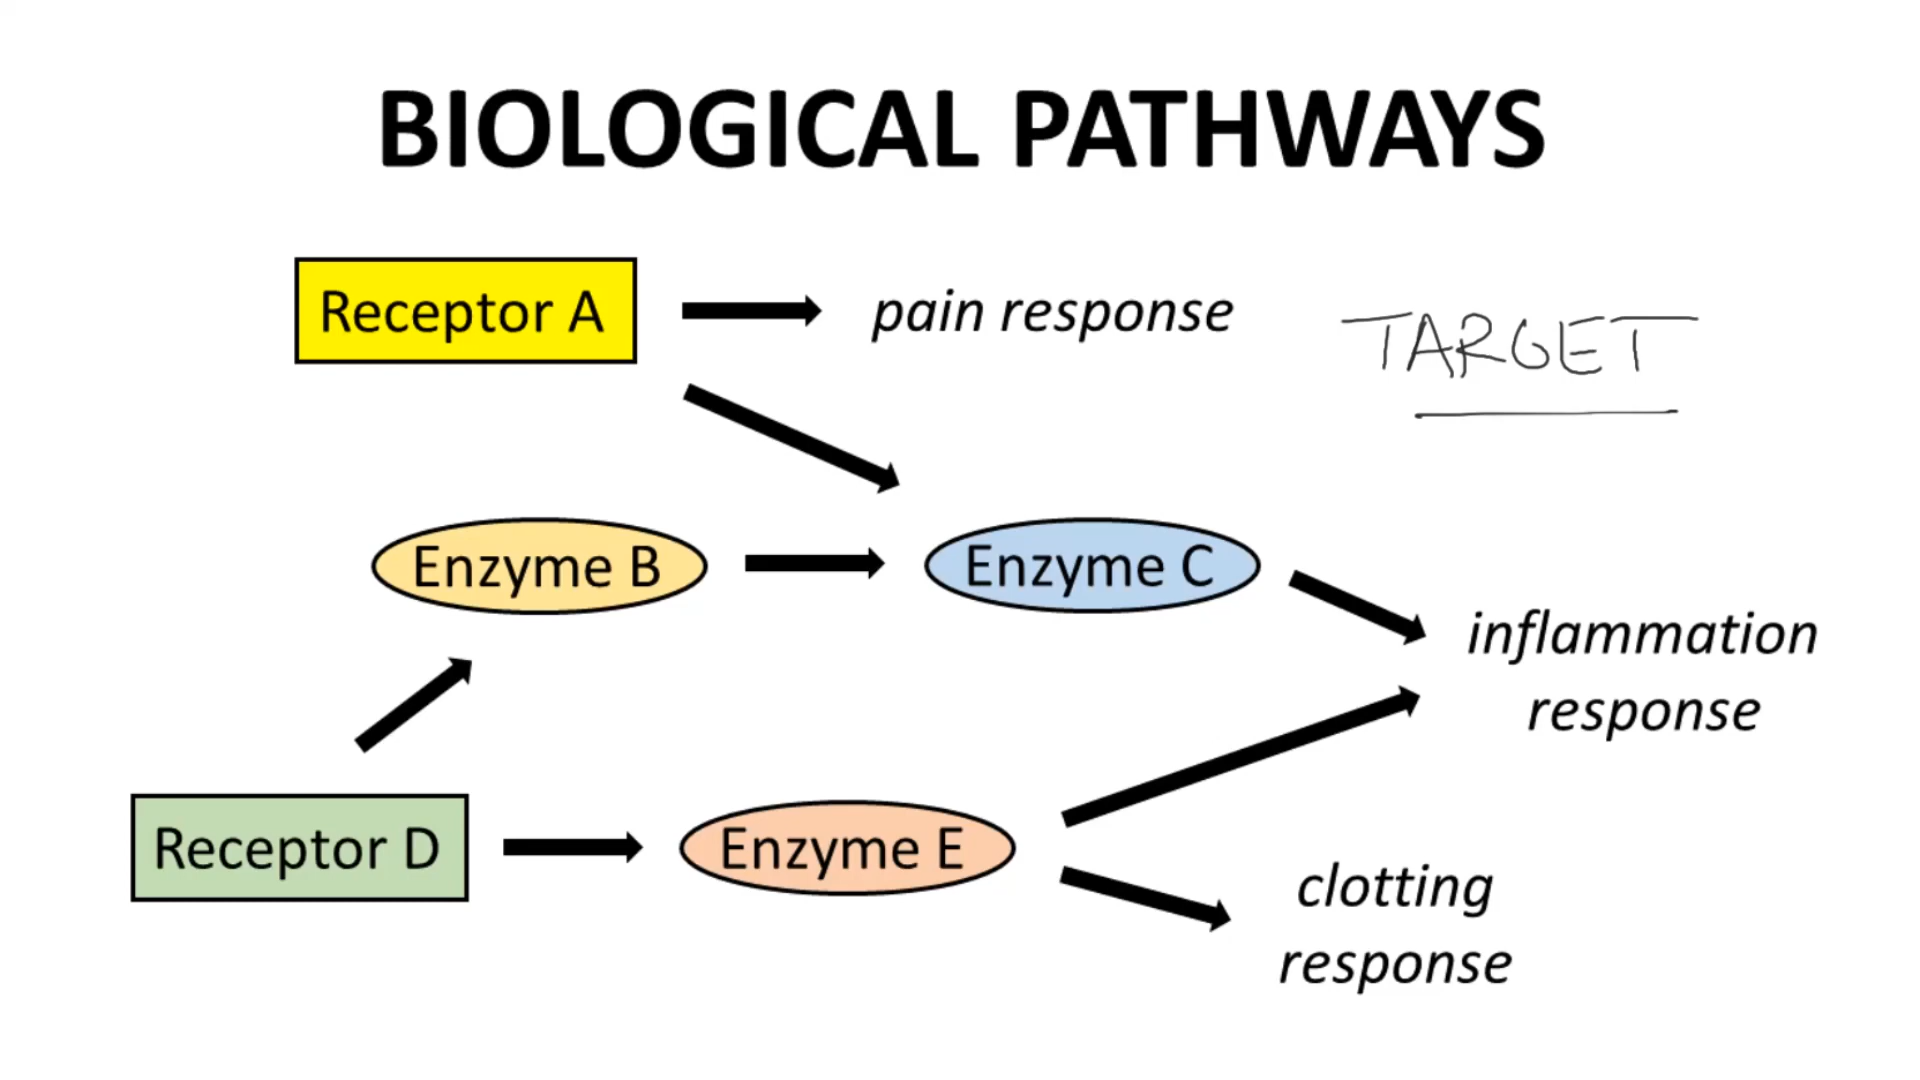 BIOLOGICAL PATHWAYS
Receptor A
pain response
TARGET
Enzyme B
Enzyme C
inflammation
response
Receptor D
Enzyme E
clotting
response